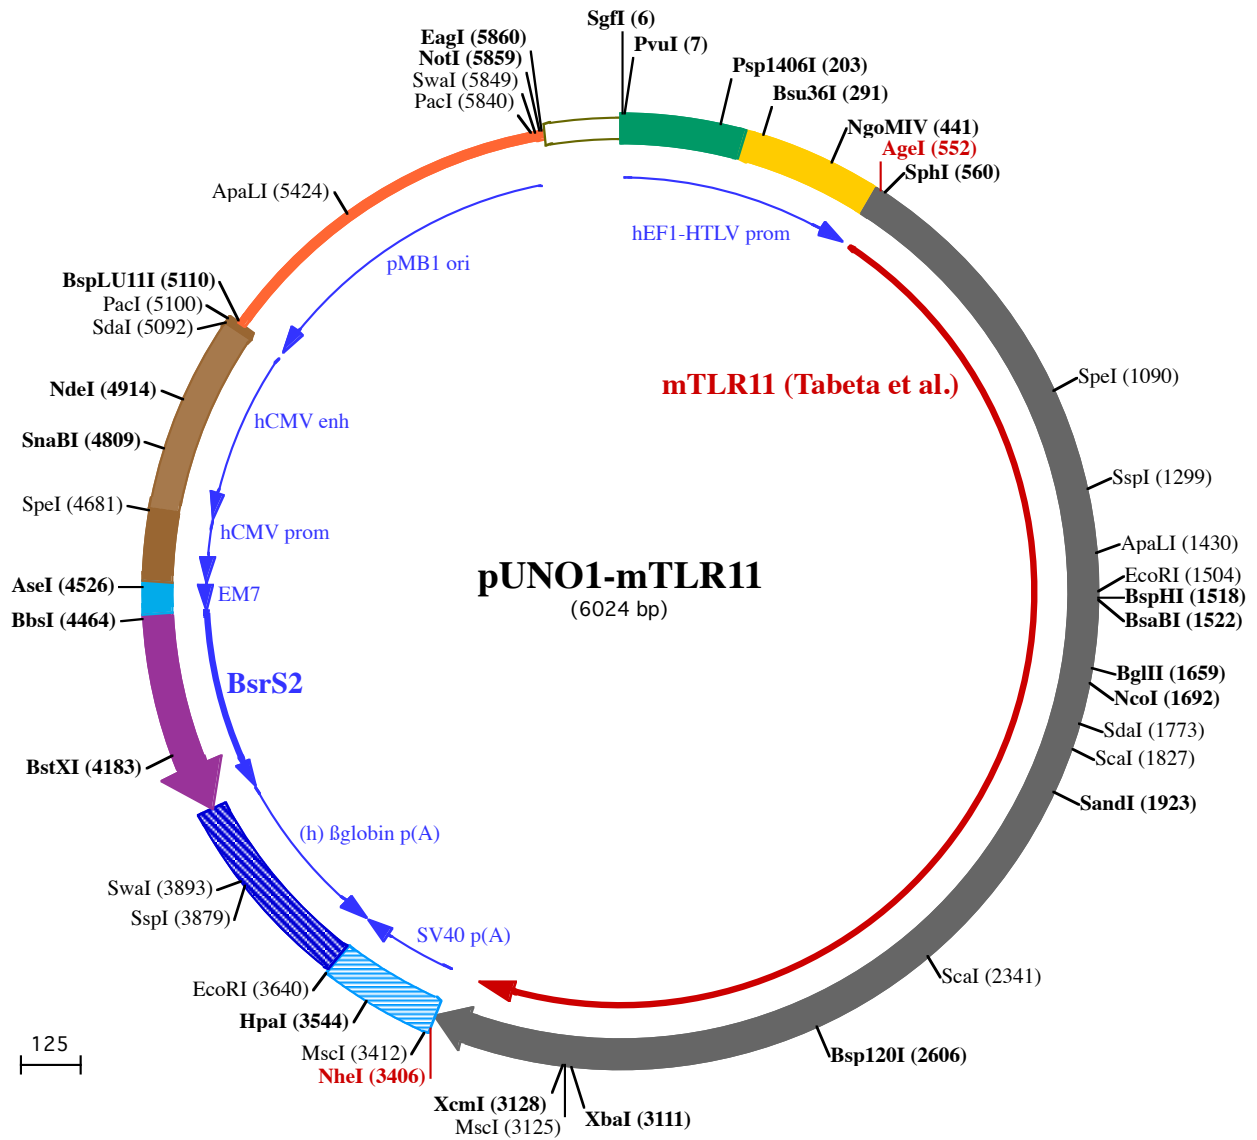 SgfI (6)
PvuI (7)
Psp1406I (203)
Bsu36I (291)
NgoMIV (441)
AgeI (552)
SphI (560)
SpeI (1090)
SspI (1299)
ApaLI (1430)
EcoRI (1504)
BspHI (1518)
BsaBI (1522)
BglII (1659)
NcoI (1692)
SdaI (1773)
ScaI (1827)
SandI (1923)
ScaI (2341)
Bsp120I (2606)
XbaI (3111)
MscI (3125)
XcmI (3128)
NheI (3406)
MscI (3412)
HpaI (3544)
EcoRI (3640)
SspI (3879)
SwaI (3893)
BstXI (4183)
BbsI (4464)
AseI (4526)
SpeI (4681)
SnaBI (4809)
NdeI (4914)
SdaI (5092)
PacI (5100)
BspLU11I (5110)
ApaLI (5424)
PacI (5840)
SwaI (5849)
NotI (5859)
EagI (5860)
hEF1-HTLV prom
mTLR11 (Tabeta et al.)
pMB1 ori
hCMV enh
hCMV prom
EM7
BsrS2
(h) ßglobin p(A)
SV40 p(A)
pUNO1-mTLR11
(6024 bp)
125